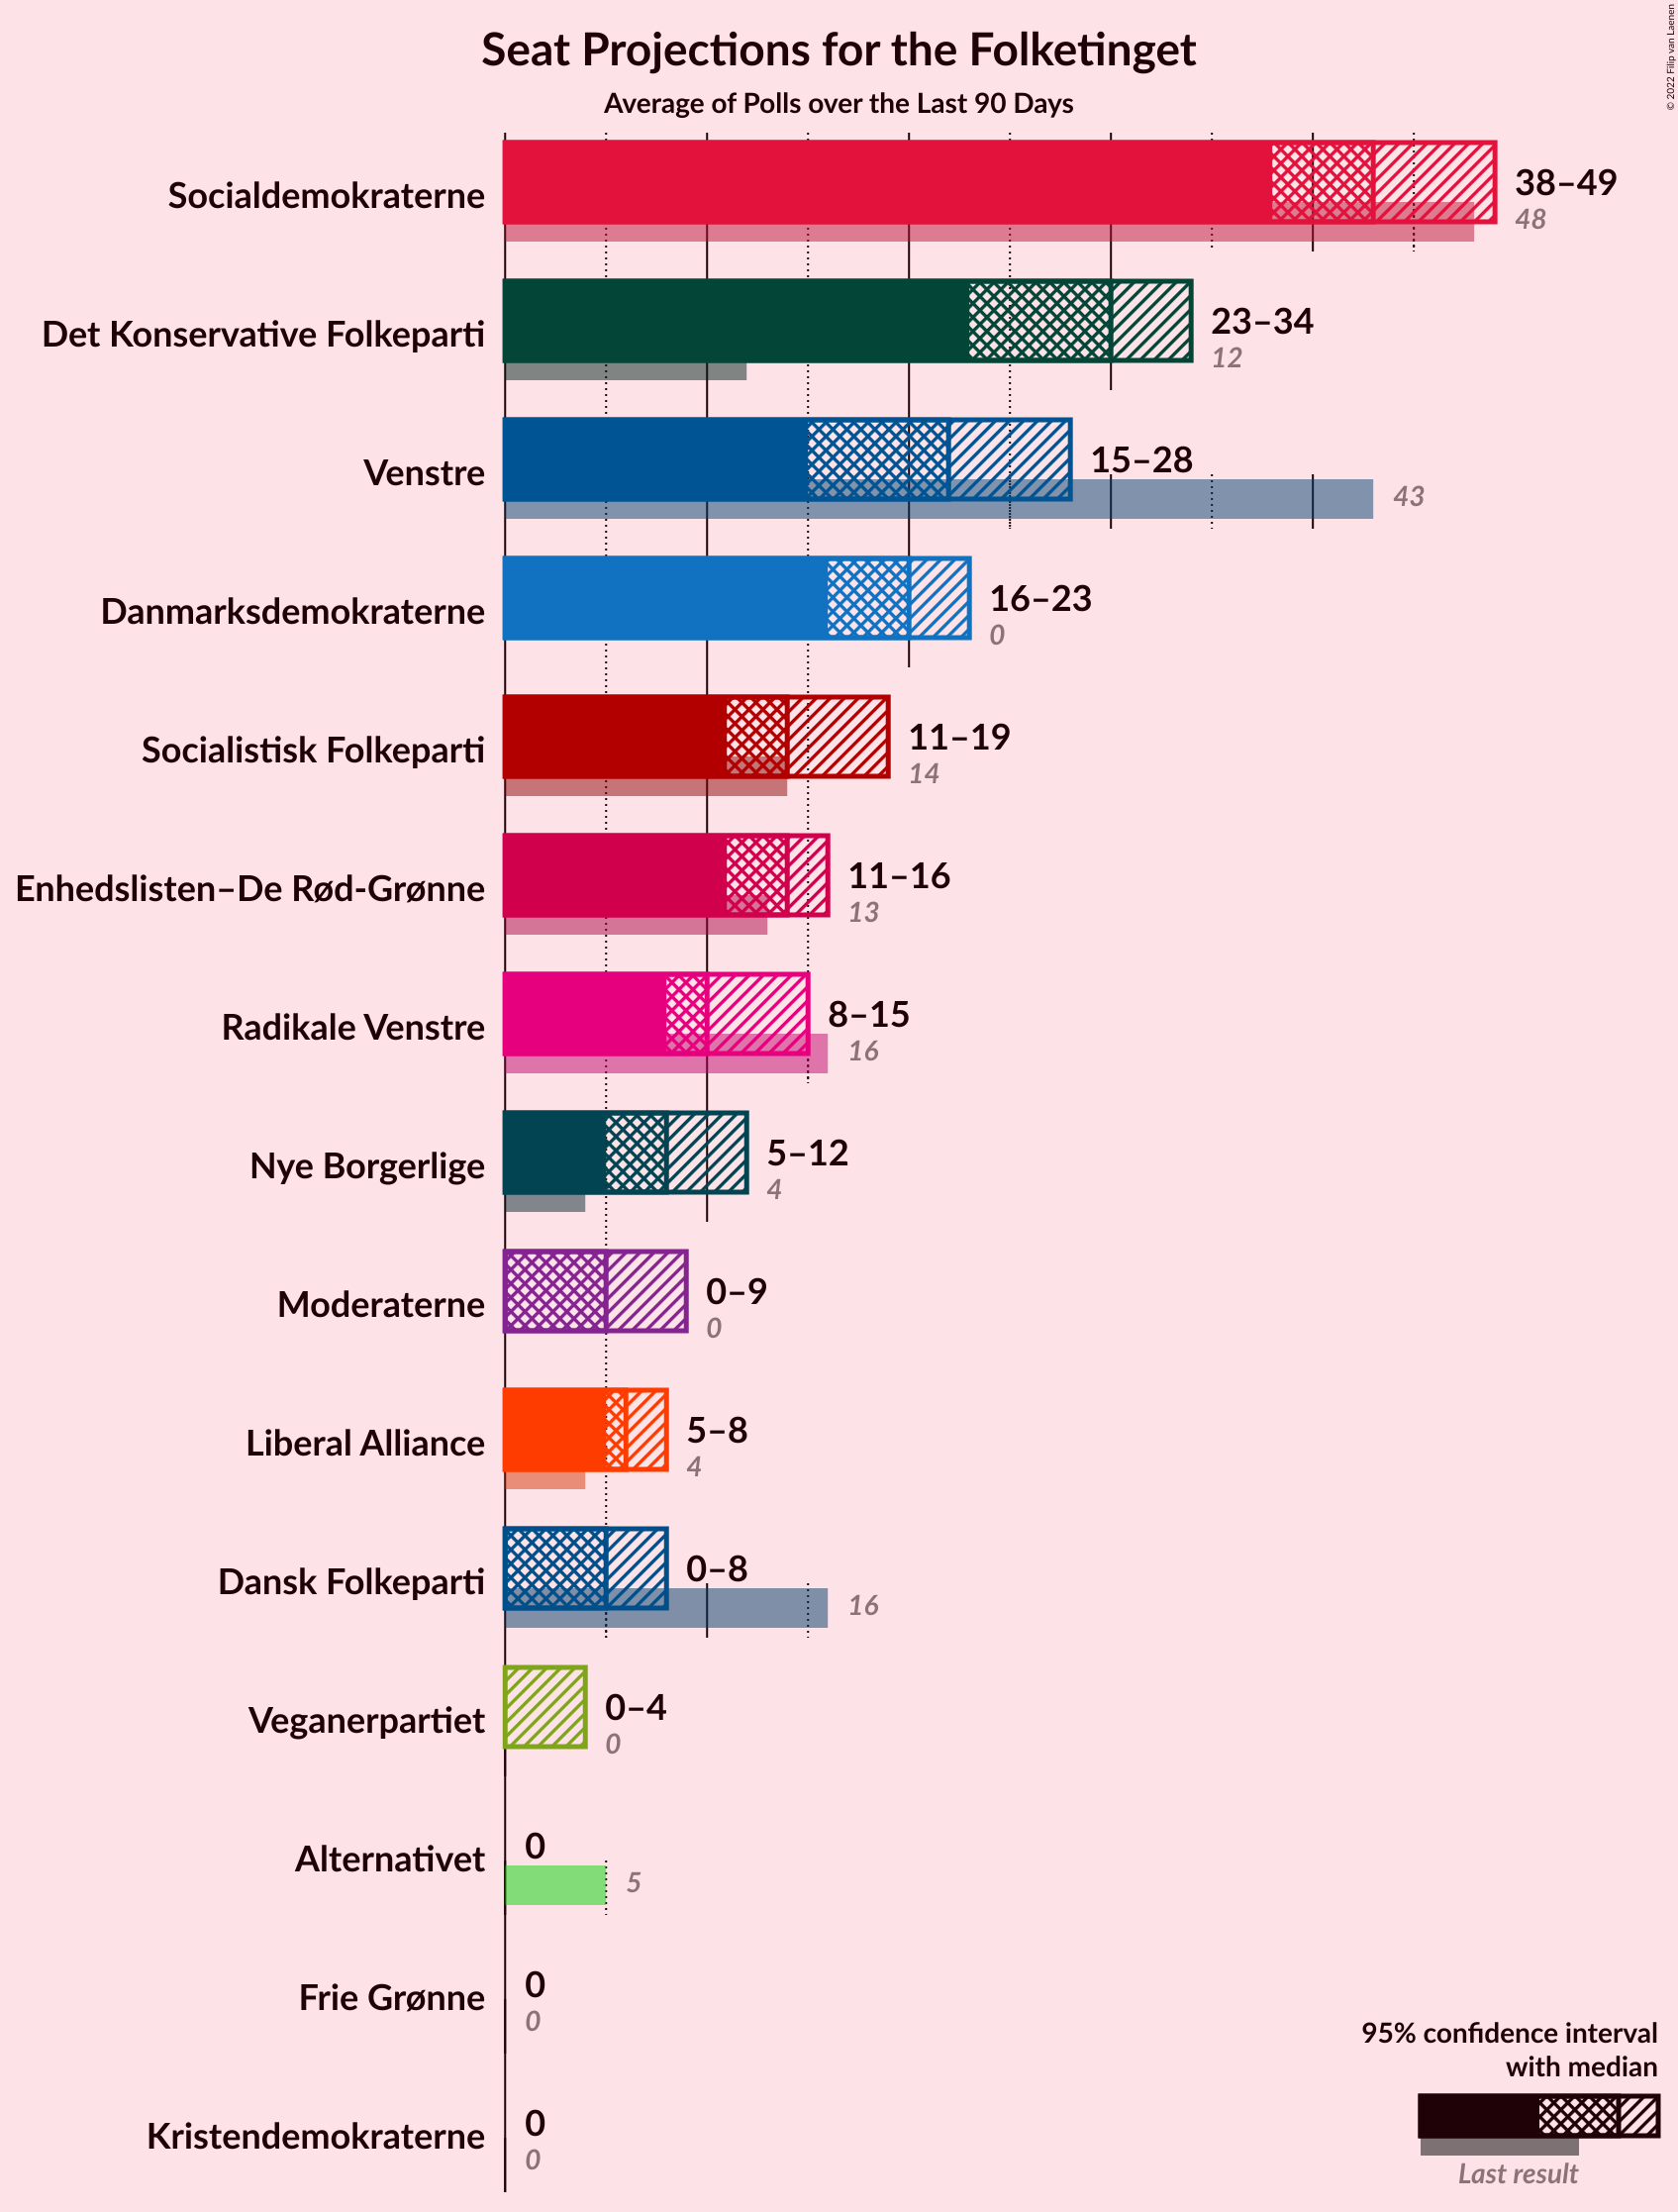 Seat Projections for the Folketinget
Average of Polls over the Last 90 Days
© 2022 Filip van Laenen
Socialdemokraterne
38–49
48
Det Konservative Folkeparti
23–34
12
Venstre
15–28
43
Danmarksdemokraterne
16–23
0
Socialistisk Folkeparti
11–19
14
Enhedslisten–De Rød-Grønne
11–16
13
Radikale Venstre
8–15
16
Nye Borgerlige
5–12
4
Moderaterne
0–9
0
Liberal Alliance
5–8
4
Dansk Folkeparti
0–8
16
Veganerpartiet
0–4
0
Alternativet
0
5
Frie Grønne
0
0
Kristendemokraterne
0
0
95% confidence interval
with median
Last result